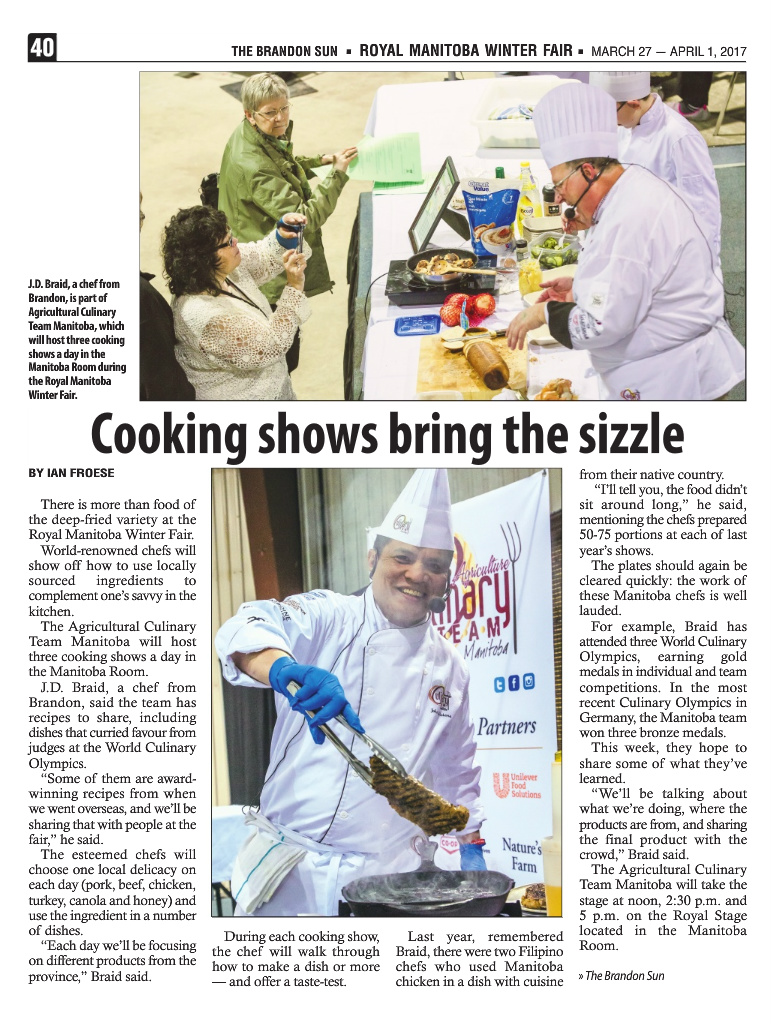 40
THE BRANDON SUN ■ ROYAL MANITOBA WINTER FAIR ■ MARCH 27 — APRIL 1, 2017
J.D. Braid, a chef from
Brandon, is part of
Agricultural Culinary
Team Manitoba, which
will host three cooking
shows a day in the
Manitoba Room during
the Royal Manitoba
Winter Fair.
Value
Cooking shows bring the sizzle
BY IAN FROESE
There is more than food of
the deep-fried variety at the
Royal Manitoba Winter Fair.
World-renowned chefs will
show off how to use locally
sourced ingredients to
complement one's savvy in the
kitchen.
The Agricultural Culinary
Team Manitoba will host
three cooking shows a day in
the Manitoba Room.
J.D. Braid, a chef from
Brandon, said the team has
recipes to share, including
dishes that curried favour from
judges at the World Culinary
Olympics.
"Some of them are award-
winning recipes from when
we went overseas, and we'll be
sharing that with people at the
fair," he said.
The esteemed chefs will
choose one local delicacy on
each day (pork, beef, chicken,
turkey, canola and honey) and
use the ingredient in a number
of dishes.
"Each day we'll be focusing
on different products from the
province," Braid said.
Agriculture
inary
TEAM
Manitoba
Partners
Unilever
Food
Solutions
CO-OP
Nature's
Farm
During each cooking show,
the chef will walk through
how to make a dish or more
— and offer a taste-test.
Last year, remembered
Braid, there were two Filipino
chefs who used Manitoba
chicken in a dish with cuisine
from their native country.
"I'll tell you, the food didn't
sit around long," he said,
mentioning the chefs prepared
50-75 portions at each of last
year's shows.
The plates should again be
cleared quickly: the work of
these Manitoba chefs is well
lauded.
For example, Braid has
attended three World Culinary
Olympics, earning gold
medals in individual and team
competitions. In the most
recent Culinary Olympics in
Germany, the Manitoba team
won three bronze medals.
This week, they hope to
share some of what they've
learned.
"We'll be talking about
what we're doing, where the
products are from, and sharing
the final product with the
crowd," Braid said.
The Agricultural Culinary
Team Manitoba will take the
stage at noon, 2:30 p.m. and
5 p.m. on the Royal Stage
located in the Manitoba
Room.
» The Brandon Sun